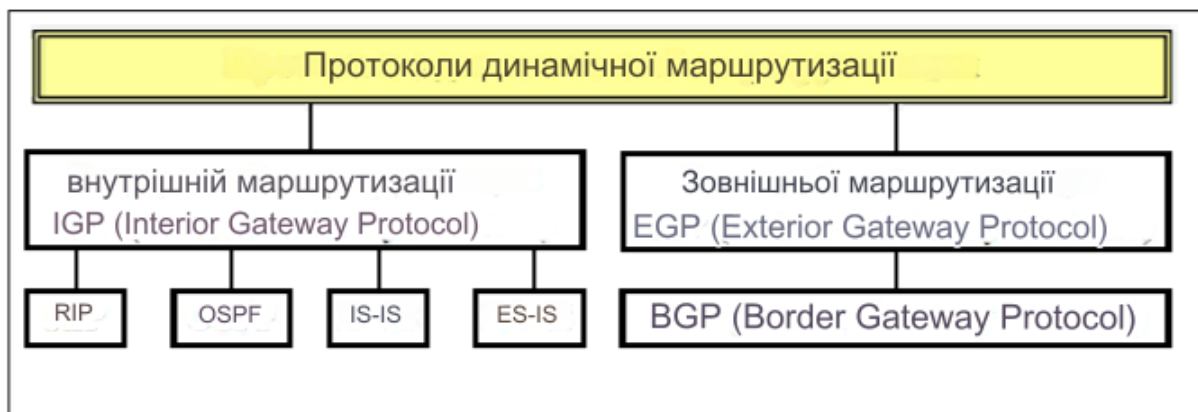 Протоколи динамічної маршрутизації
внутрішній маршрутизації
IGP (Interior Gateway Protocol)
Зовнішньої маршрутизації
EGP (Exterior Gateway Protocol)
RIP
OSPF
IS-IS
ES-IS
BGP (Border Gateway Protocol)